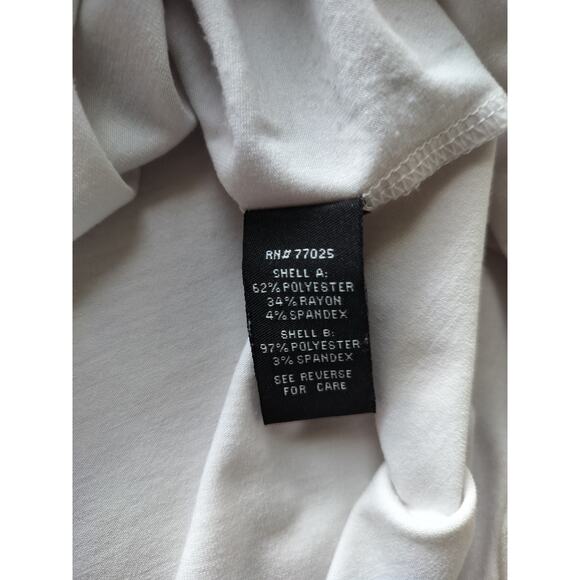 RN# 77025
SHELL A:
62% POLYESTER
34% RAYON
4% SPANDEX
SHELL B:
97% POLYESTER
3% SPANDEX
SEE REVERSE
FOR CARE